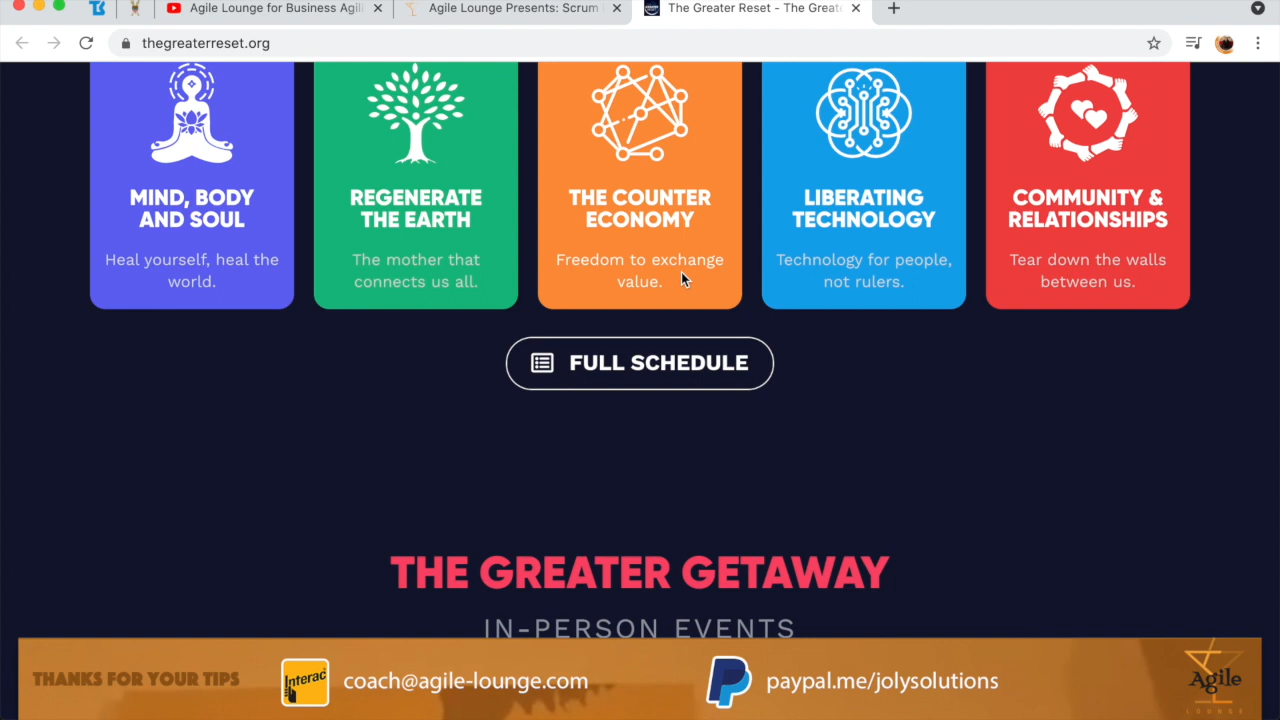 Agile Lounge for Business Agili
Agile Lounge Presents: Scrum
The Greater Reset - The Greate
thegreaterreset.org
MIND, BODY
AND SOUL
Heal yourself, heal the
world.
REGENERATE
THE EARTH
The mother that
connects us all.
THE COUNTER
ECONOMY
Freedom to exchange
value.
LIBERATING
TECHNOLOGY
Technology for people,
not rulers.
COMMUNITY &
RELATIONSHIPS
Tear down the walls
between us.
FULL SCHEDULE
THE GREATER GETAWAY
IN-PERSON EVENTS
THANKS FOR YOUR TIPS
Interac
coach@agile-lounge.com
paypal.me/jolysolutions
Agile
LOUNGE